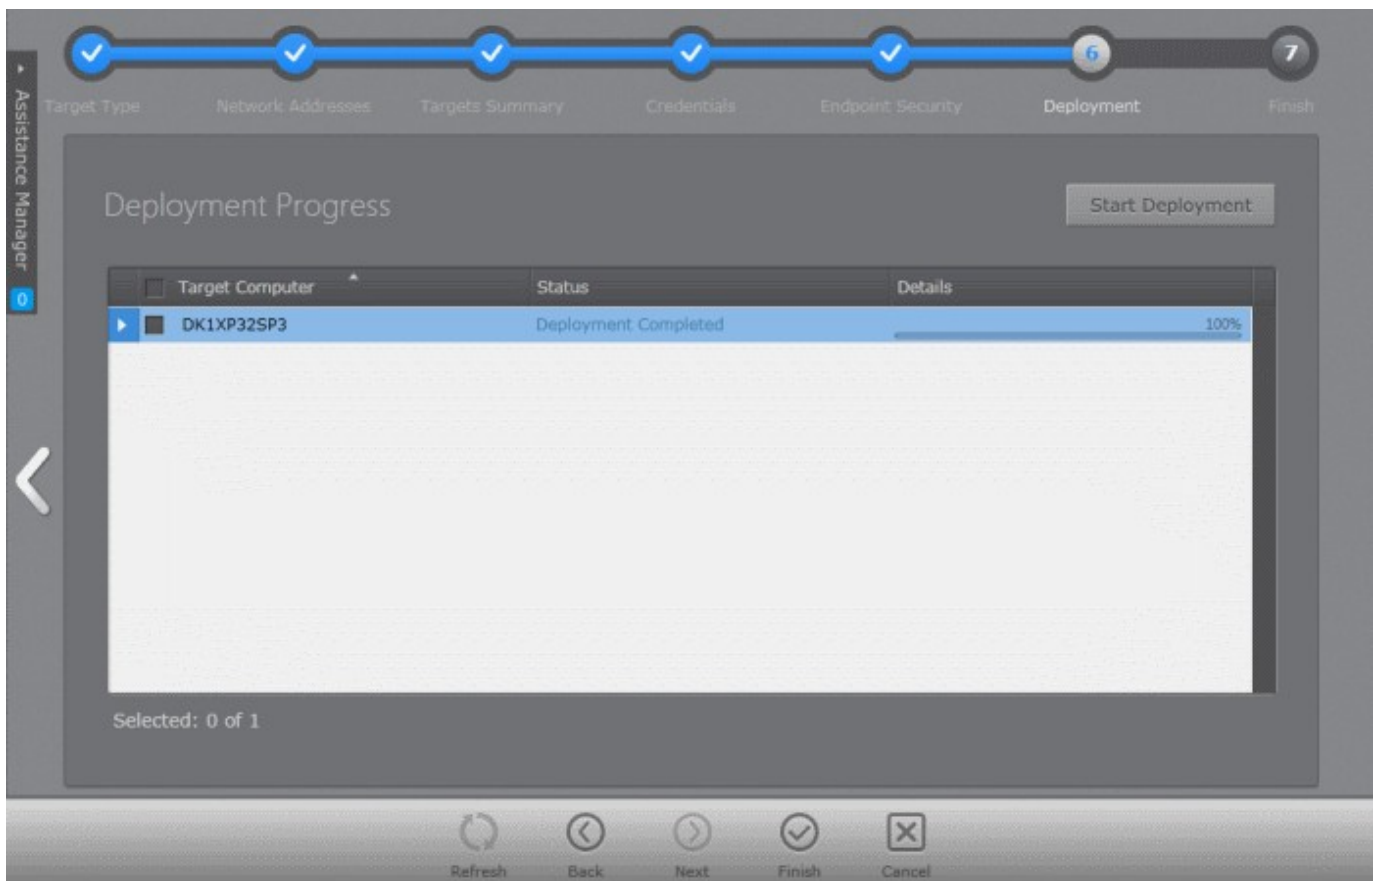 6
7
Target Type
Network Addresses
Targets Summary
Credentials
Endpoint Security
Deployment
Finish
Assistance Manager
0
Deployment Progress
Start Deployment
Target Computer
Status
Details
DK1XP32SP3
Deployment Completed
100%
Selected: 0 of 1
Refresh
Back
Next
Finish
Cancel